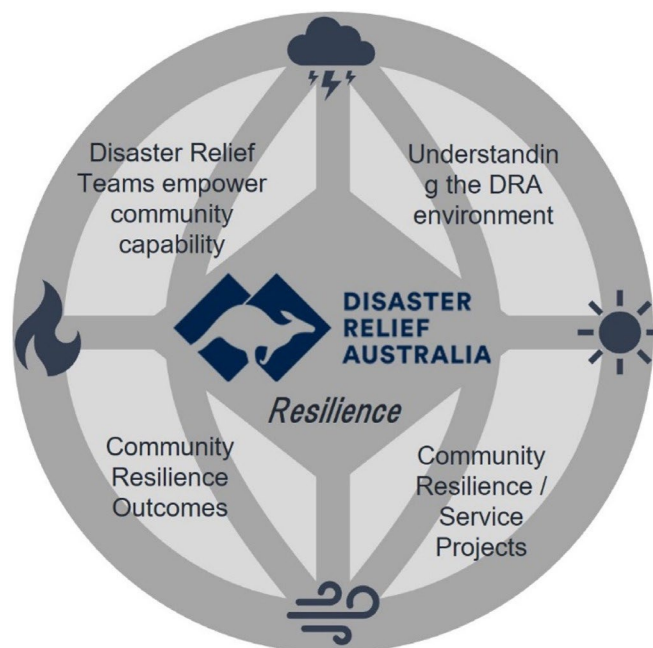 Disaster Relief
Teams empower
community
capability
Understandin
g the DRA
environment
DISASTER
RELIEF
AUSTRALIA
Resilience
Community
Resilience
Outcomes
Community
Resilience /
Service
Projects